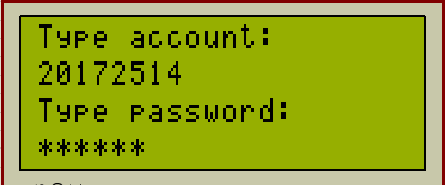 Type account:
20172514
Type password:
******